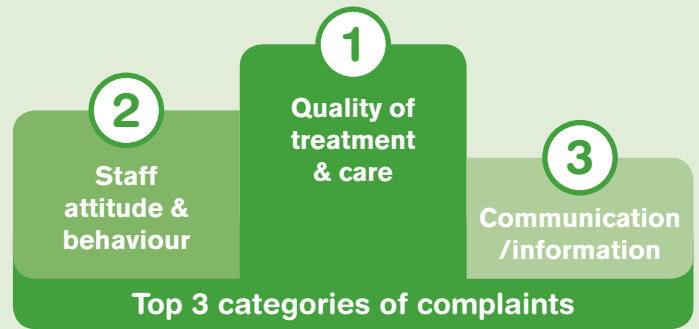 1
Quality of
treatment
& care
2
Staff
attitude &
behaviour
3
Communication
/information
Top 3 categories of complaints